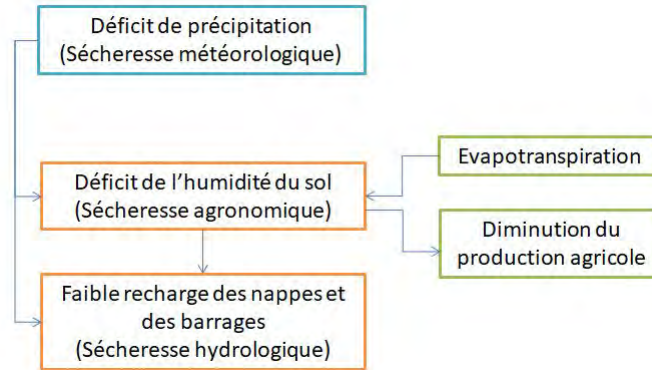 Déficit de précipitation
(Sécheresse météorologique)
Evapotranspiration
Déficit de l’humidité du sol
(Sécheresse agronomique)
Diminution du
production agricole
Faible recharge des nappes et
des barrages
(Sécheresse hydrologique)